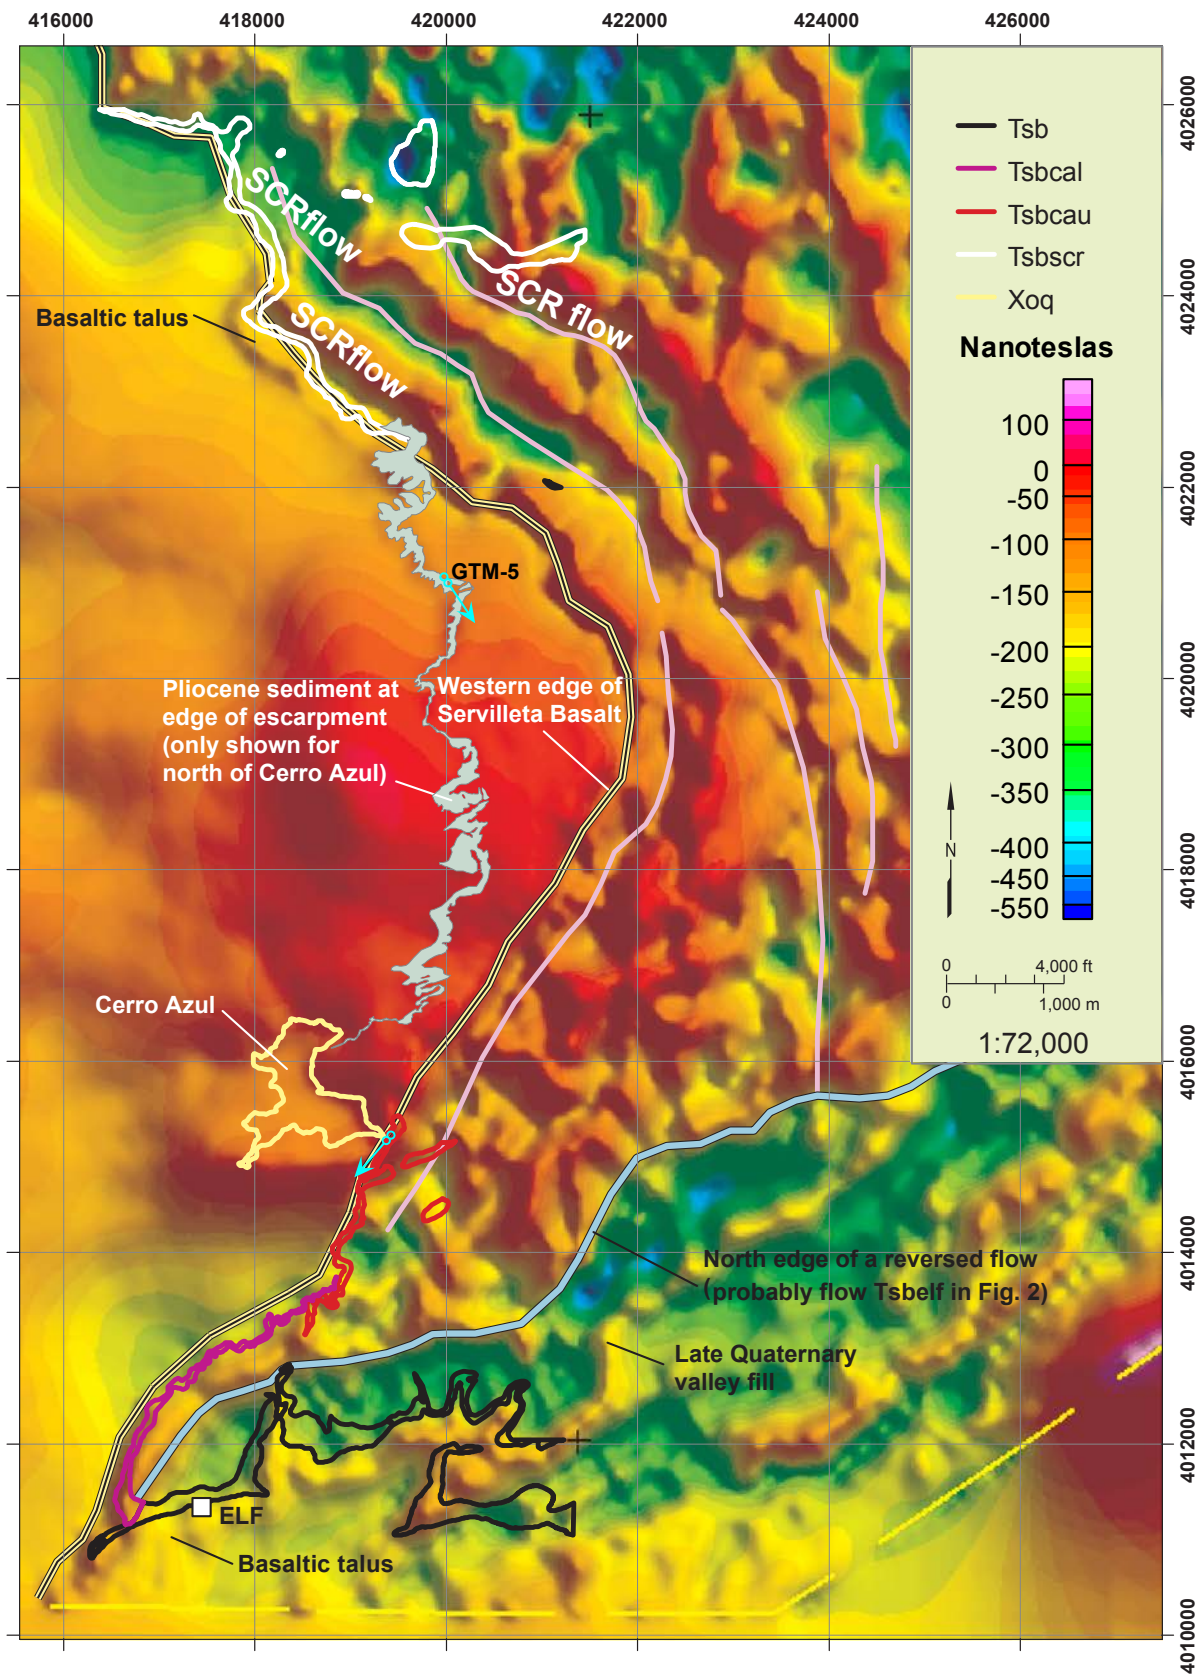 416000 418000 420000 422000 424000 426000
4026000
4024000
4022000
4020000
4018000
4016000
4014000
4012000
4010000
Tsb
Tsbcal
Tsbcau
Tsbscr
Xoq
Nanoteslas
100
0
-50
-100
-150
-200
-250
-300
-350
-400
-450
-550
N
0 4,000 ft
0 1,000 m
1:72,000
SCRflow
SCR flow
SCRflow
Basaltic talus
GTM-5
Pliocene sediment at
edge of escarpment
(only shown for
north of Cerro Azul)
Western edge of
Servilleta Basalt
Cerro Azul
North edge of a reversed flow
(probably flow Tsbelf in Fig. 2)
Late Quaternary
valley fill
ELF
Basaltic talus